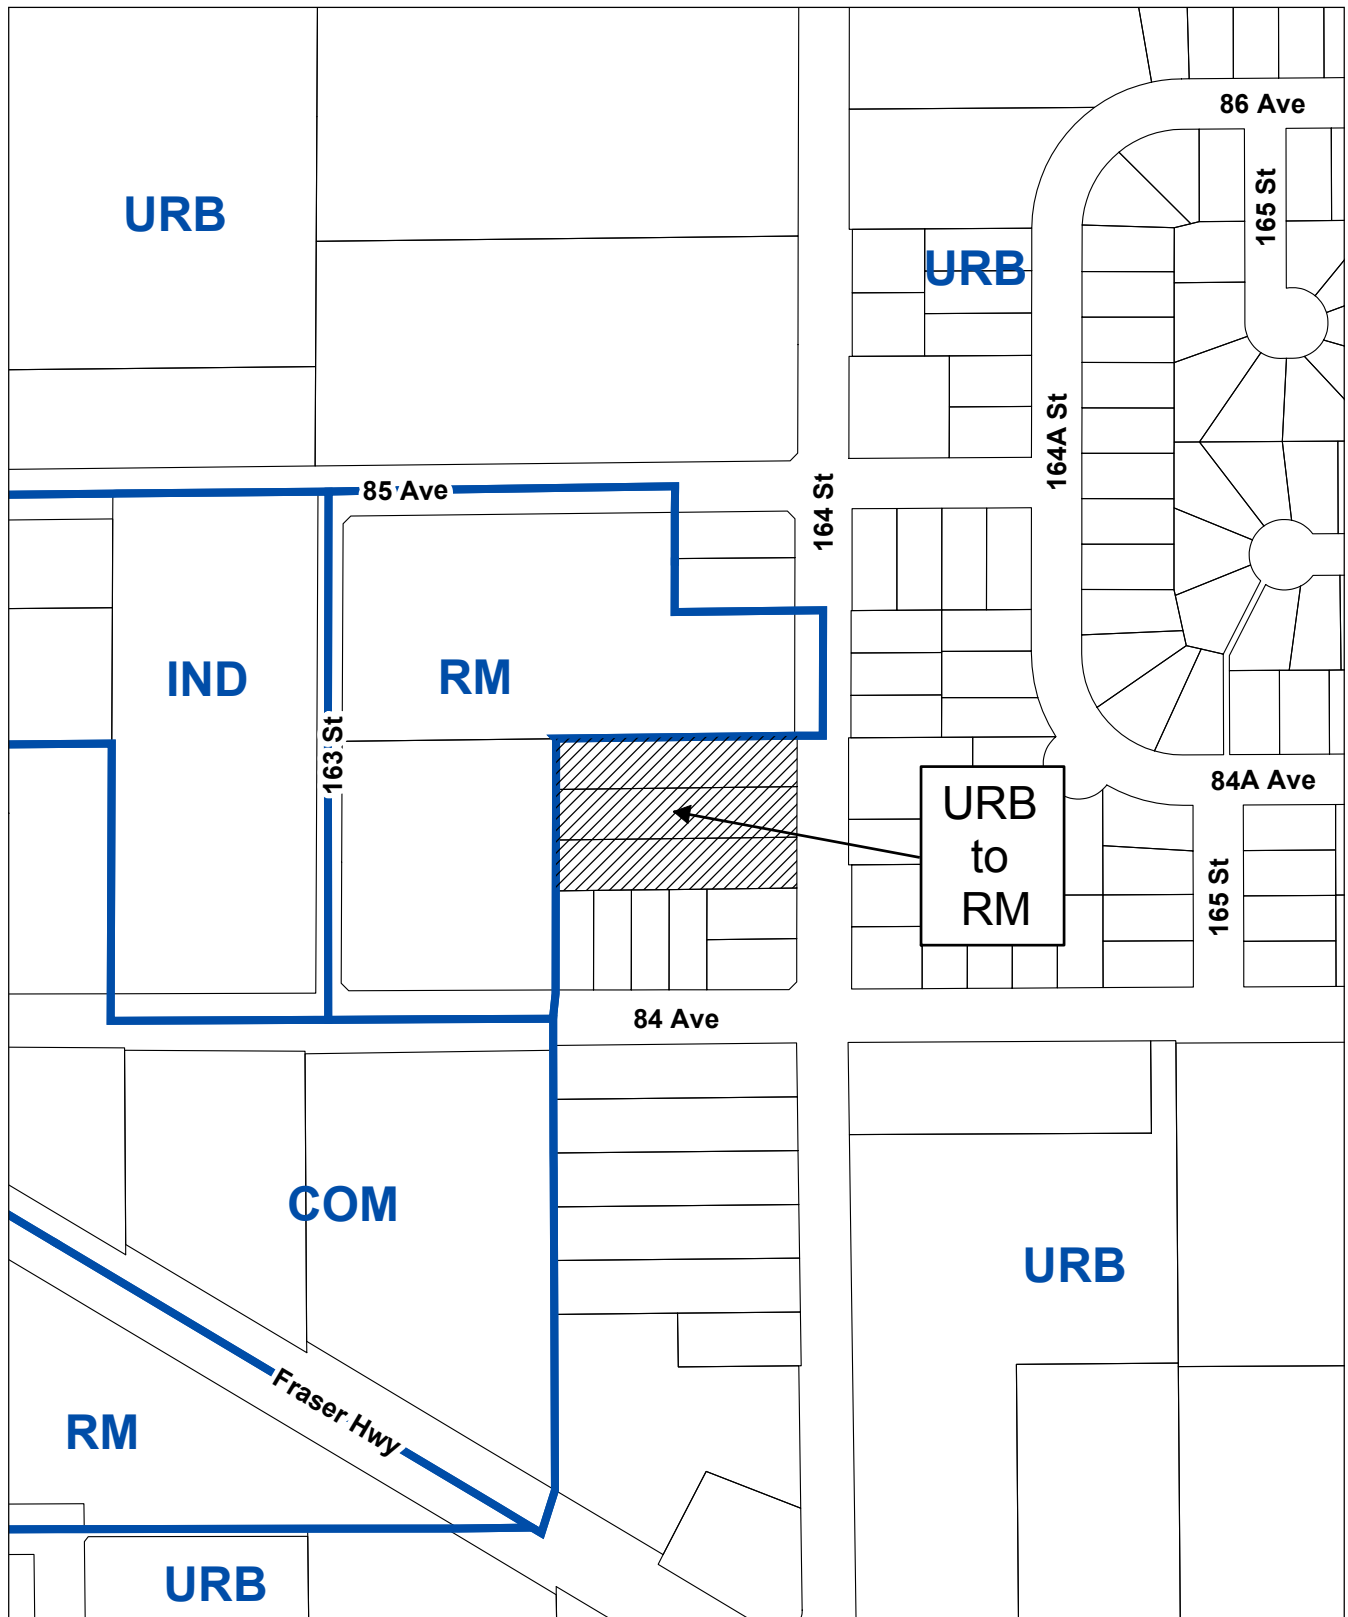 86 Ave
165 St
URB
URB
164A St
85 Ave
164 St
IND
RM
163 St
84A Ave
URB
to
RM
165 St
84 Ave
COM
URB
Fraser Hwy
RM
URB